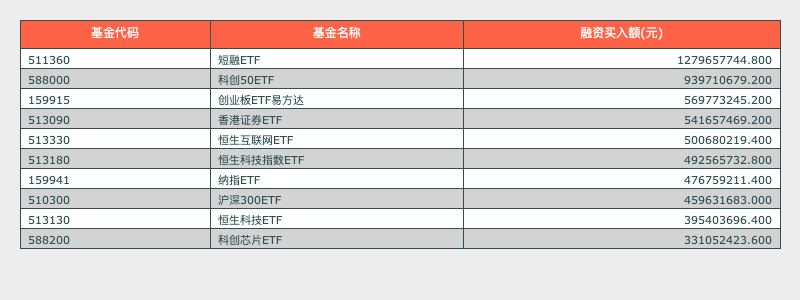 基金代码 基金名称 融资买入额(元)
511360 短融ETF 1279657744.800
588000 科创50ETF 939710679.200
159915 创业板ETF易方达 569773245.200
513090 香港证券ETF 541657469.200
513330 恒生互联网ETF 500680219.400
513180 恒生科技指数ETF 492565732.800
159941 纳指ETF 476759211.400
510300 沪深300ETF 459631683.000
513130 恒生科技ETF 395403696.400
588200 科创芯片ETF 331052423.600